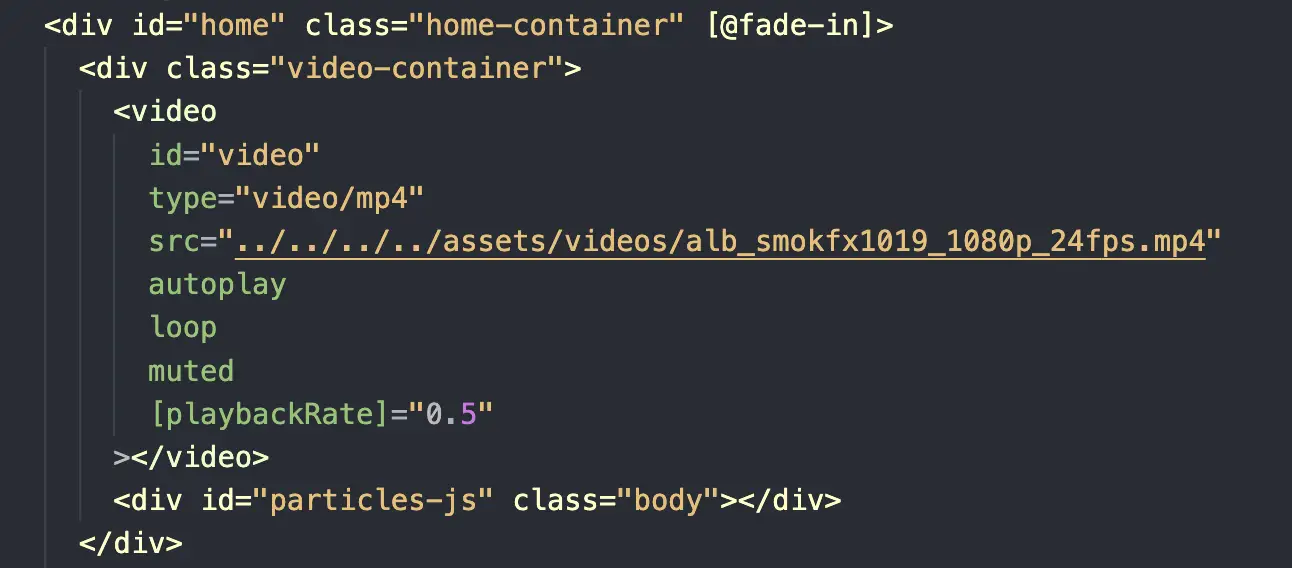 <div id="home" class="home-container" [@fade-in]>
<div class="video-container">
<video
id="video"
type="video/mp4"
src="../../../../assets/videos/alb_smokfx1019_1080p_24fps.mp4"
autoplay
loop
muted
[playbackRate]="0.5"
></video>
<div id="particles-js" class="body"></div>
</div>